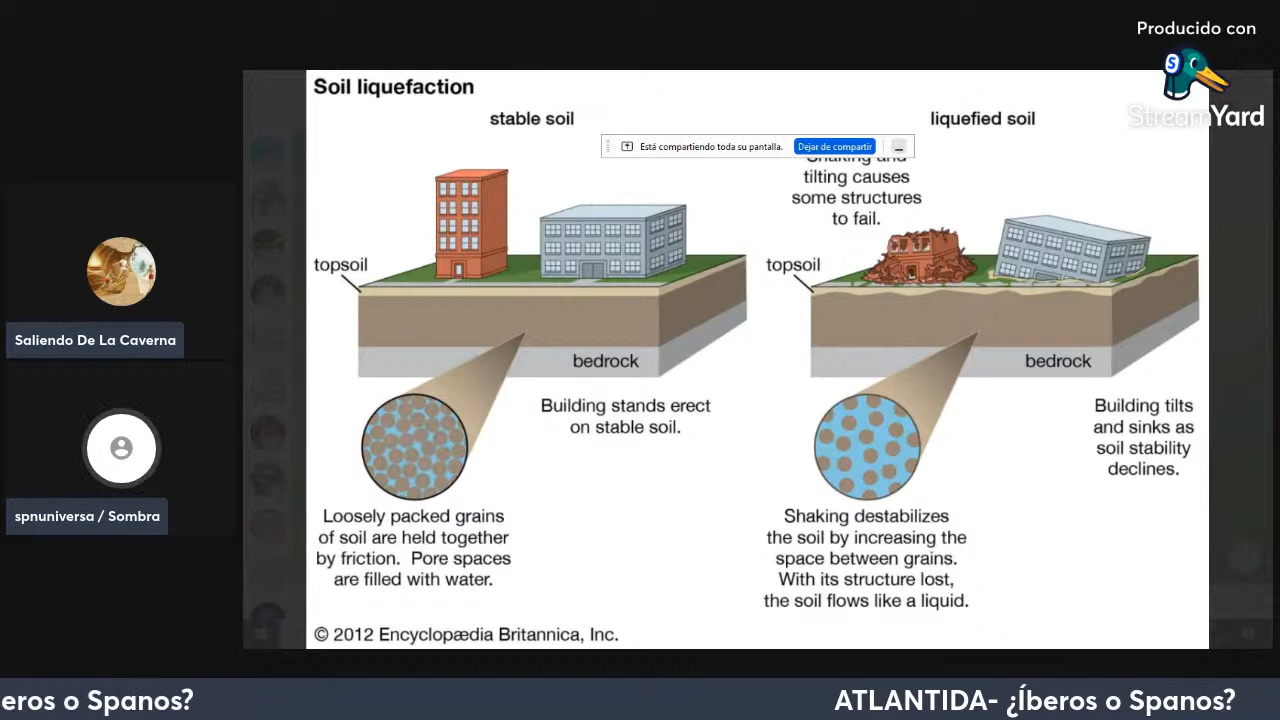 Producido con
StreamYard
Soil liquefaction
stable soil
liquefied soil
Está compartiendo toda su pantalla.
Dejar de compartir
Shaking and
tilting causes
some structures
to fail.
topsoil
topsoil
bedrock
bedrock
Building stands erect
on stable soil.
Building tilts
and sinks as
soil stability
declines.
Loosely packed grains
of soil are held together
by friction. Pore spaces
are filled with water.
Shaking destabilizes
the soil by increasing the
space between grains.
With its structure lost,
the soil flows like a liquid.
© 2012 Encyclopædia Britannica, Inc.
Saliendo De La Caverna
spnuniversa / Sombra
eros o Spanos?
ATLANTIDA- ¿Íberos o Spanos?